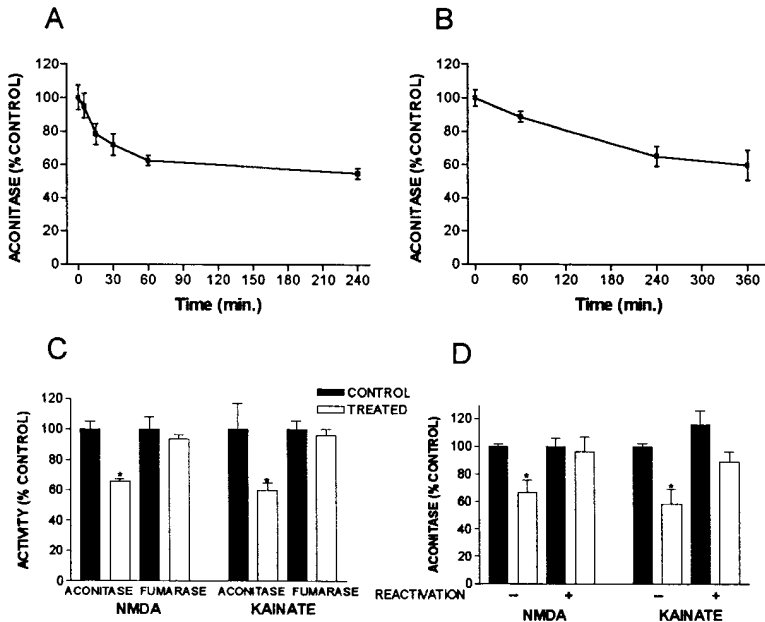 A
ACONITASE (% CONTROL)
120
100
80
60
40
20
0
0 30 60 90 120 150 180 210 240
Time (min.)
B
ACONITASE (% CONTROL)
120
100
80
60
40
20
0
0 60 120 180 240 300 360
Time (min.)
C
ACTIVITY (% CONTROL)
120
100
80
60
40
20
0
CONTROL
TREATED
*
*
ACONITASE FUMARASE ACONITASE FUMARASE
NMDA KAINATE
D
ACONITASE (% CONTROL)
120
100
80
60
40
20
0
*
*
REACTIVATION – + – +
NMDA KAINATE